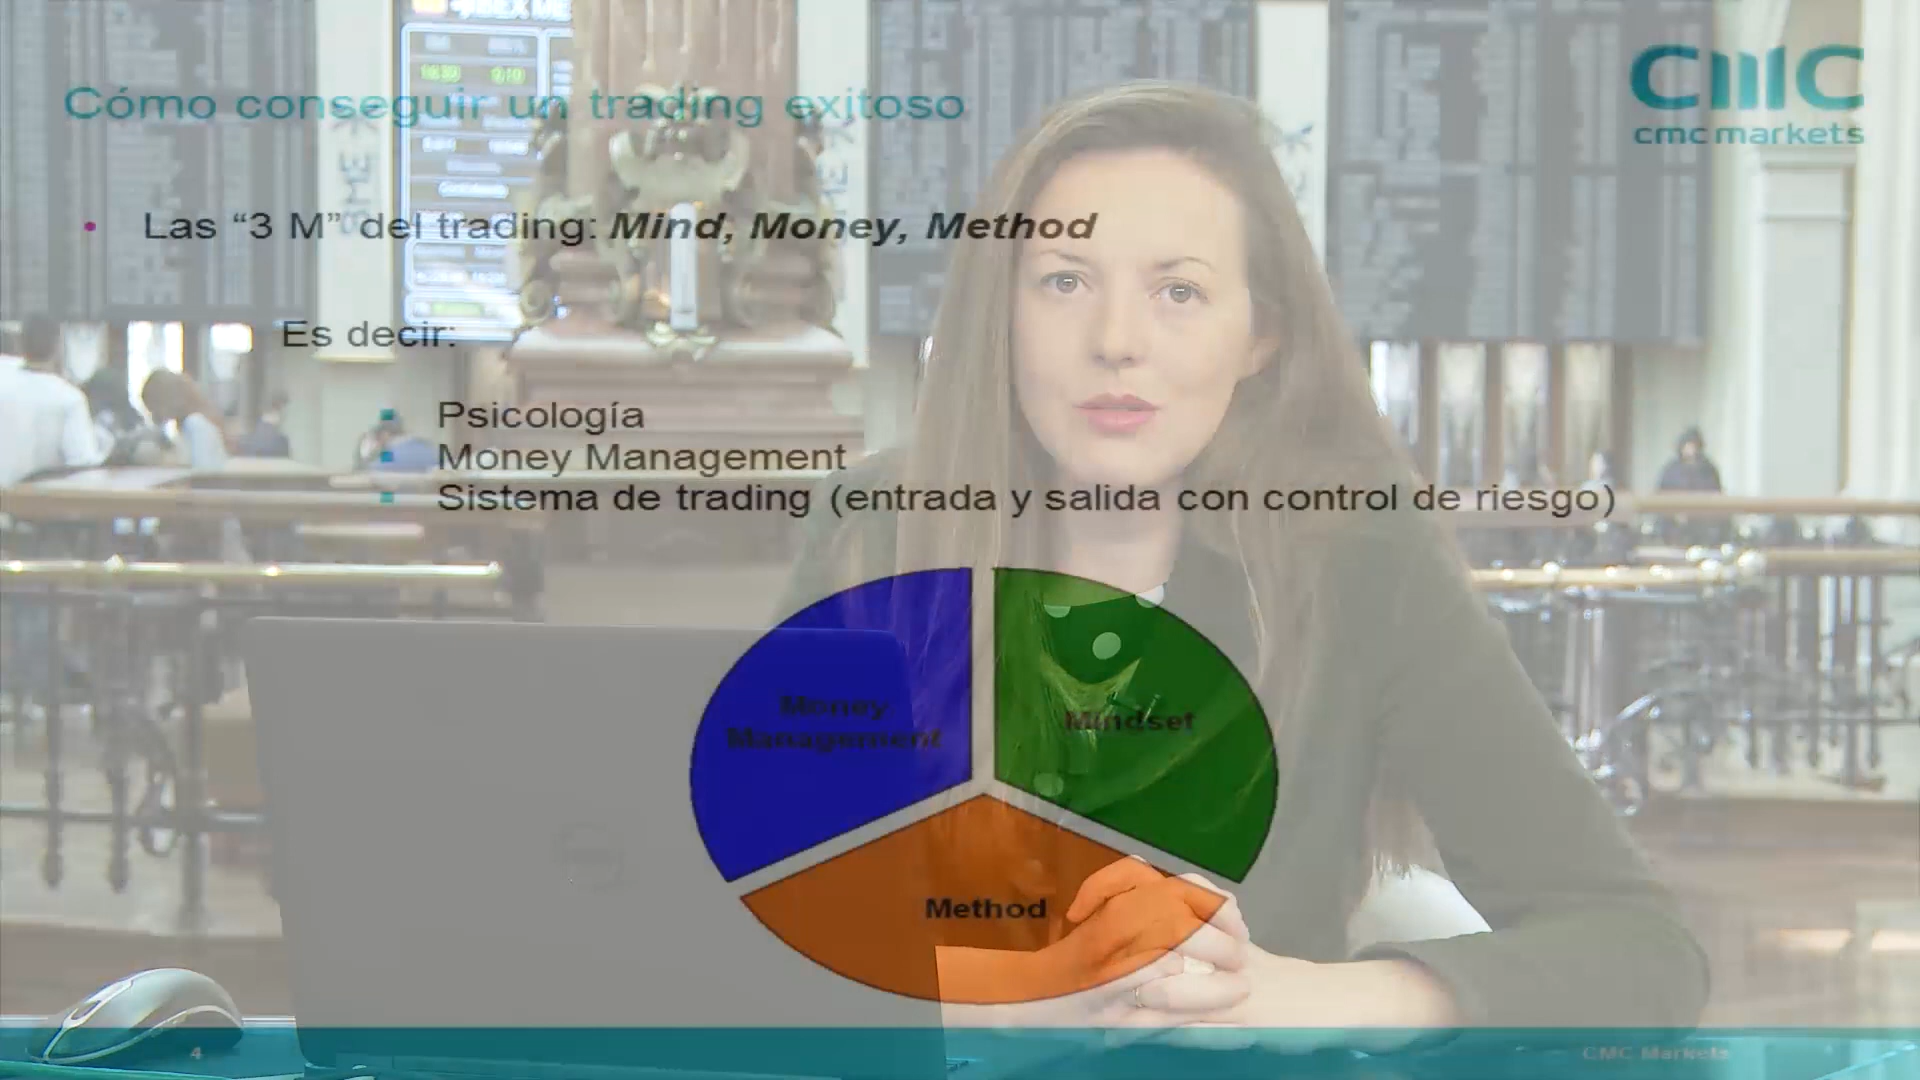 Cómo conseguir un trading exitoso
CMC
cmc markets
• Las “3 M” del trading: Mind, Money, Method
Es decir:
Psicología
Money Management
Sistema de trading (entrada y salida con control de riesgo)
Money
Management
Mindset
Method
4
CMC Markets